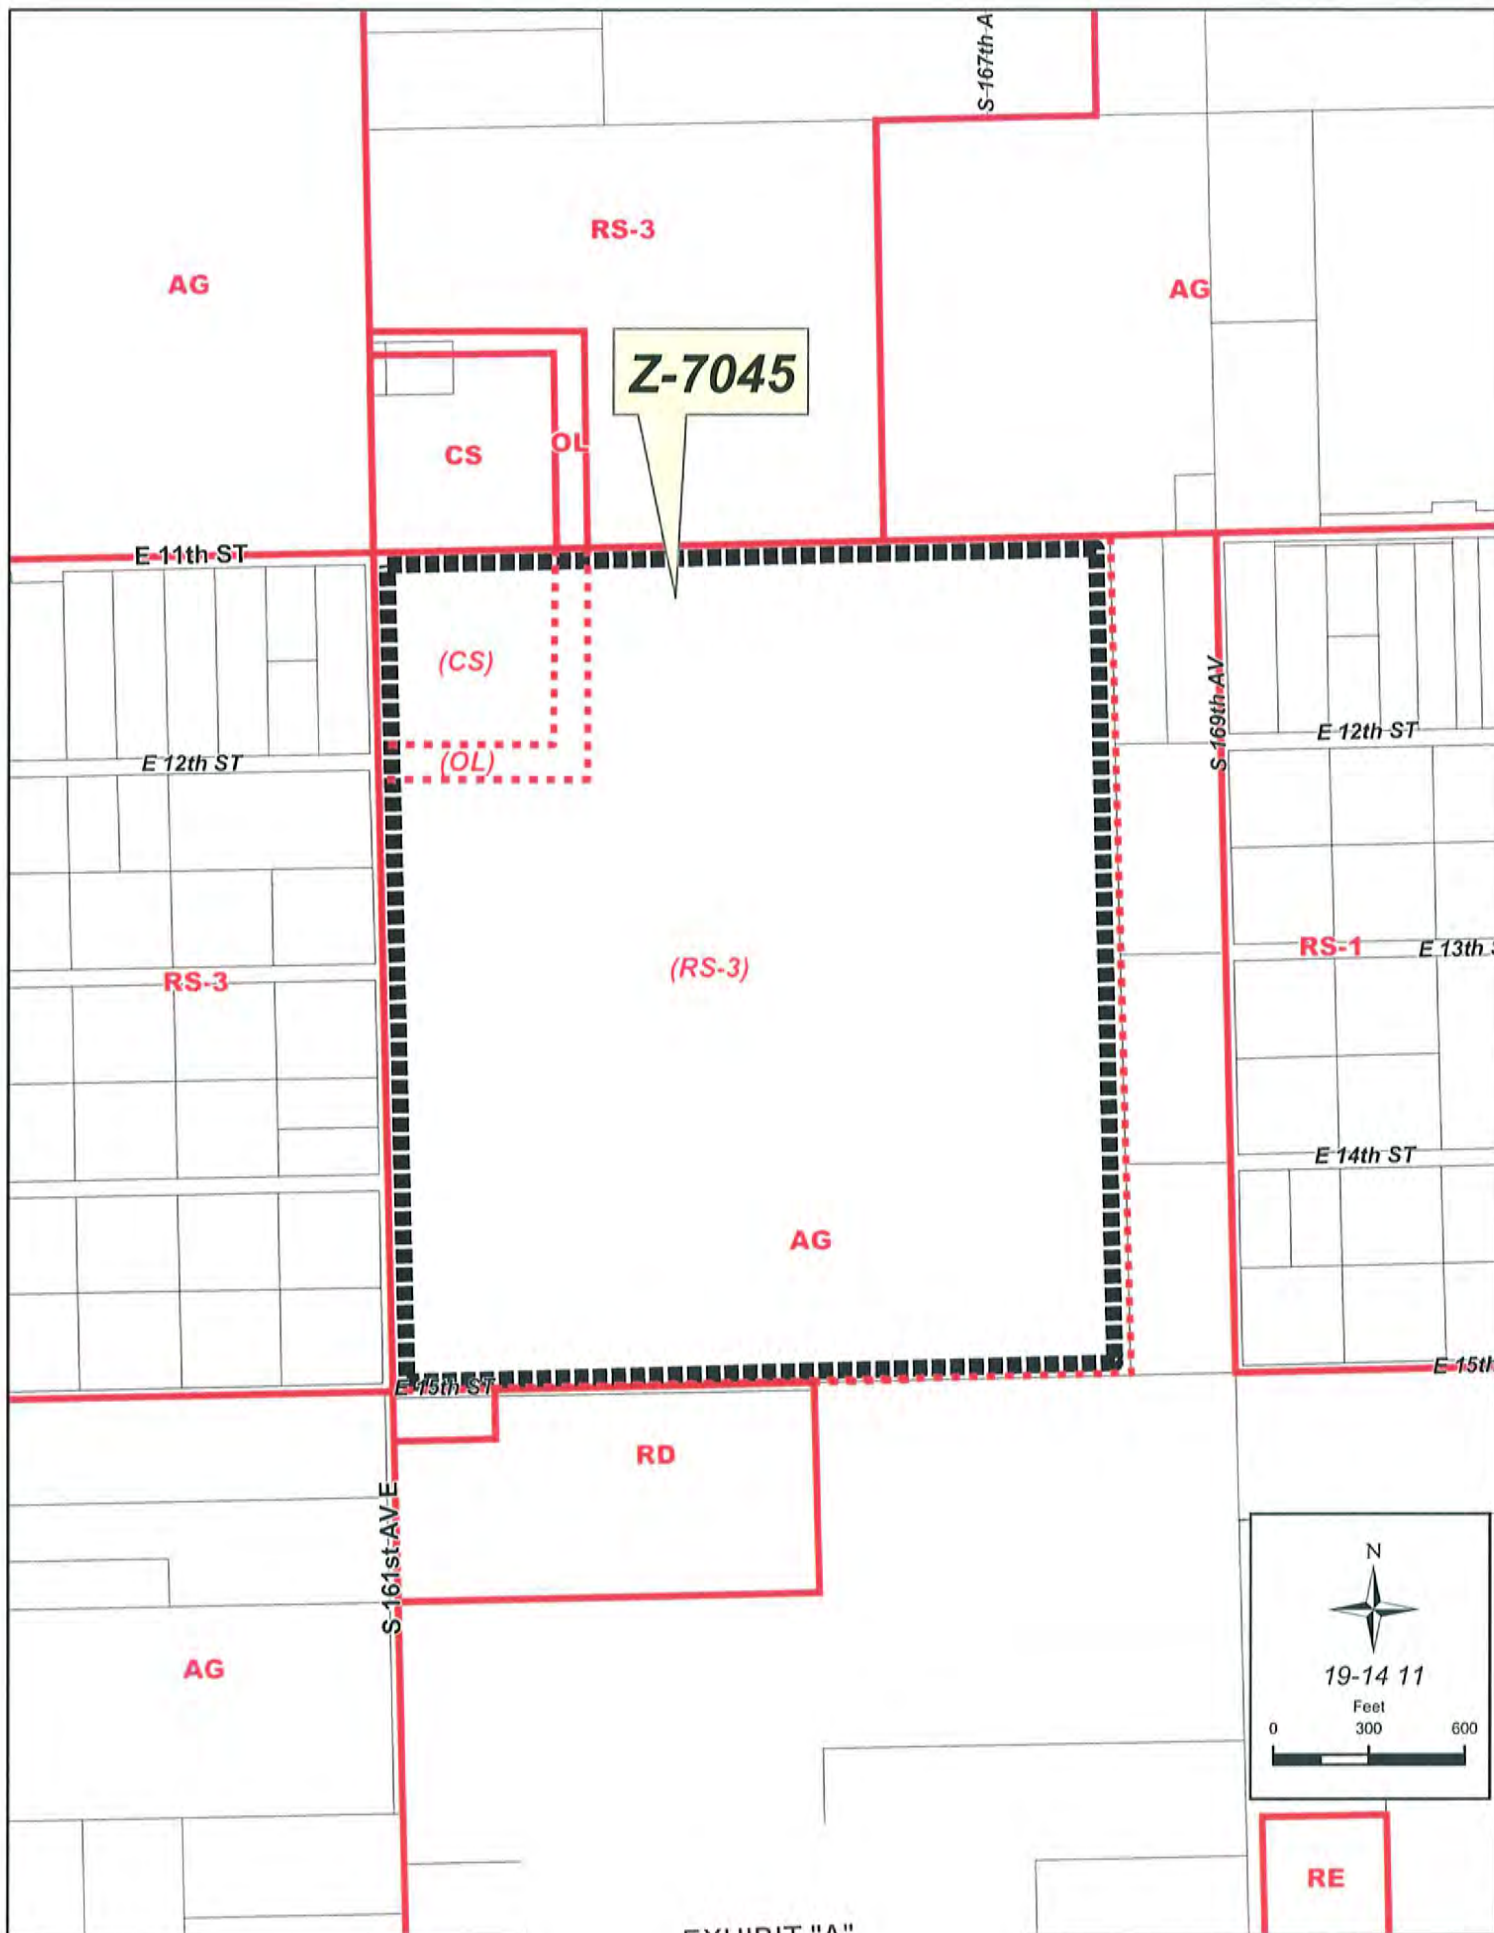 S 167th A
RS-3
AG
AG
Z-7045
CS
OL
E 11th ST
(CS)
S 169th AV
E 12th ST
E 12th ST
(OL)
RS-1
E 13th
(RS-3)
RS-3
E 14th ST
AG
E 15th
E 15th ST
RD
S 161st AV E
N
AG
19-14 11
Feet
0 300 600
RE
EXHIBIT "A"